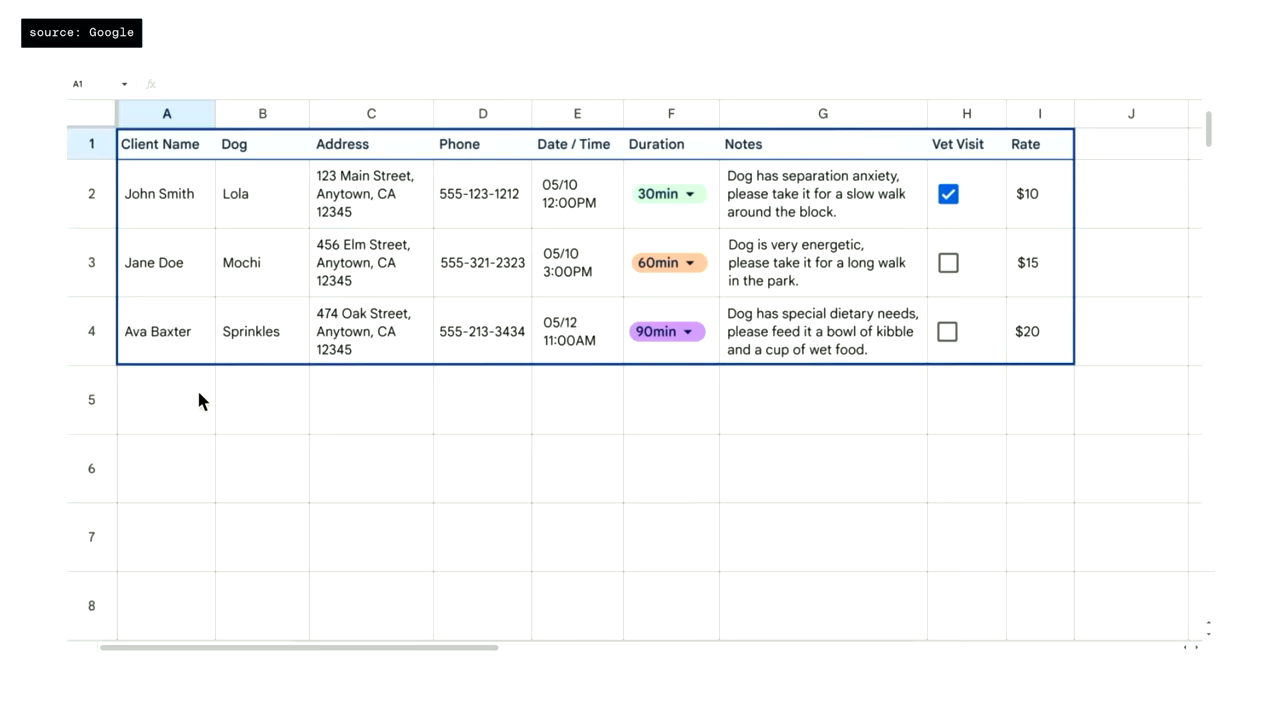 source: Google
A1
fx
A B C D E F G H I J
1 Client Name Dog Address Phone Date / Time Duration Notes Vet Visit Rate
2 John Smith Lola 123 Main Street, Anytown, CA 12345 555-123-1212 05/10 12:00PM 30min Dog has separation anxiety, please take it for a slow walk around the block. $10
3 Jane Doe Mochi 456 Elm Street, Anytown, CA 12345 555-321-2323 05/10 3:00PM 60min Dog is very energetic, please take it for a long walk in the park. $15
4 Ava Baxter Sprinkles 474 Oak Street, Anytown, CA 12345 555-213-3434 05/12 11:00AM 90min Dog has special dietary needs, please feed it a bowl of kibble and a cup of wet food. $20
5
6
7
8